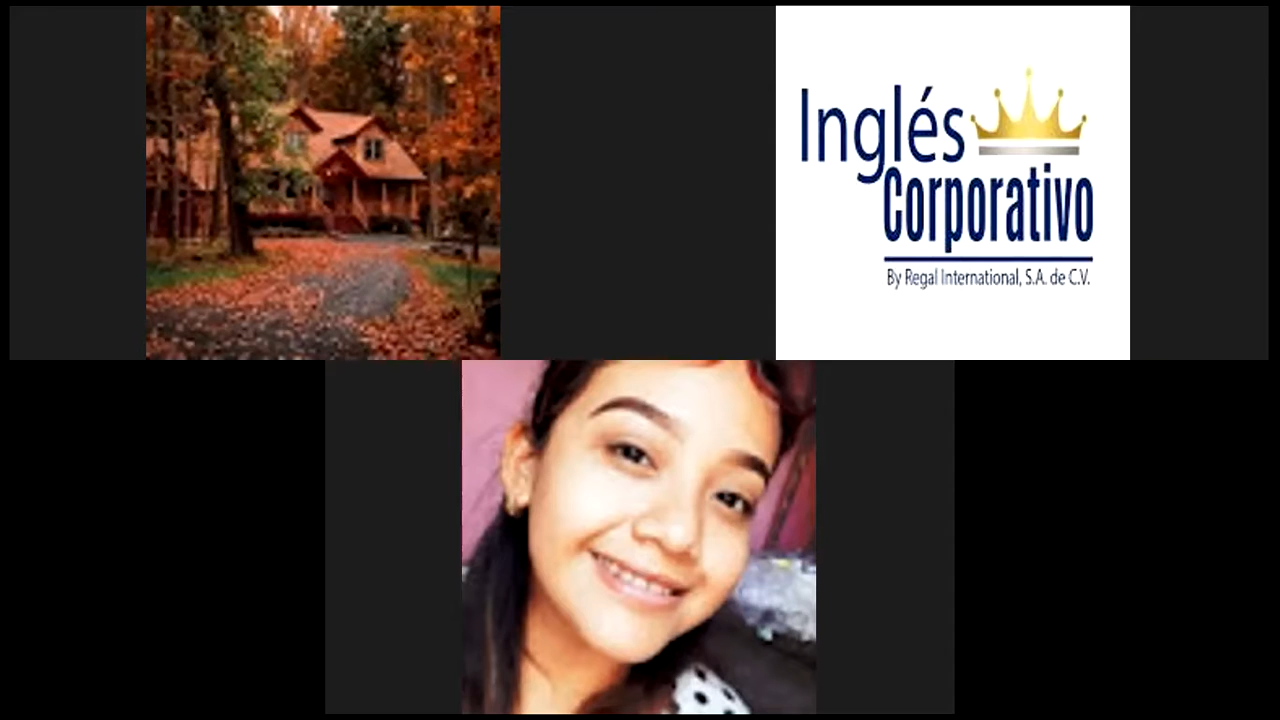 Inglés
Corporativo
By Regal International, S.A. de C.V.